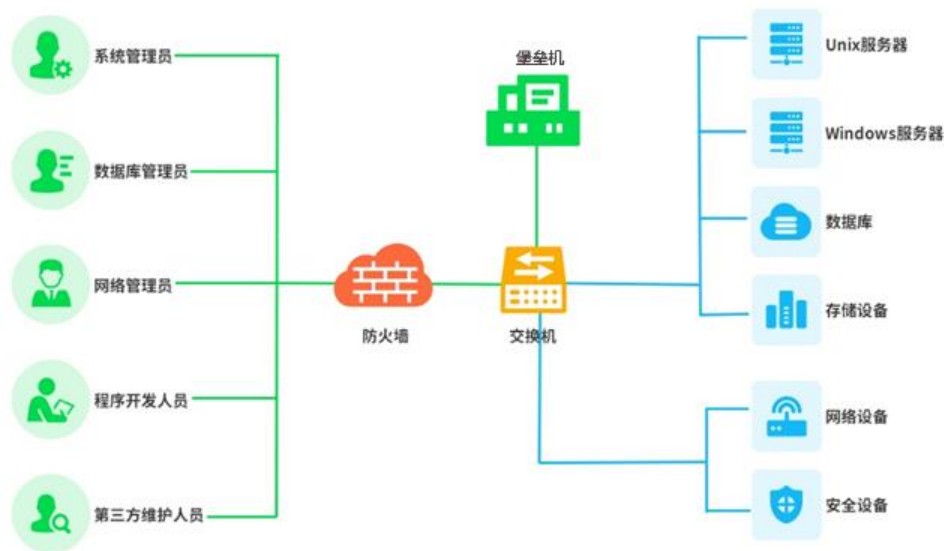 系统管理员
数据库管理员
网络管理员
程序开发人员
第三方维护人员
防火墙
堡垒机
交换机
Unix服务器
Windows服务器
数据库
存储设备
网络设备
安全设备